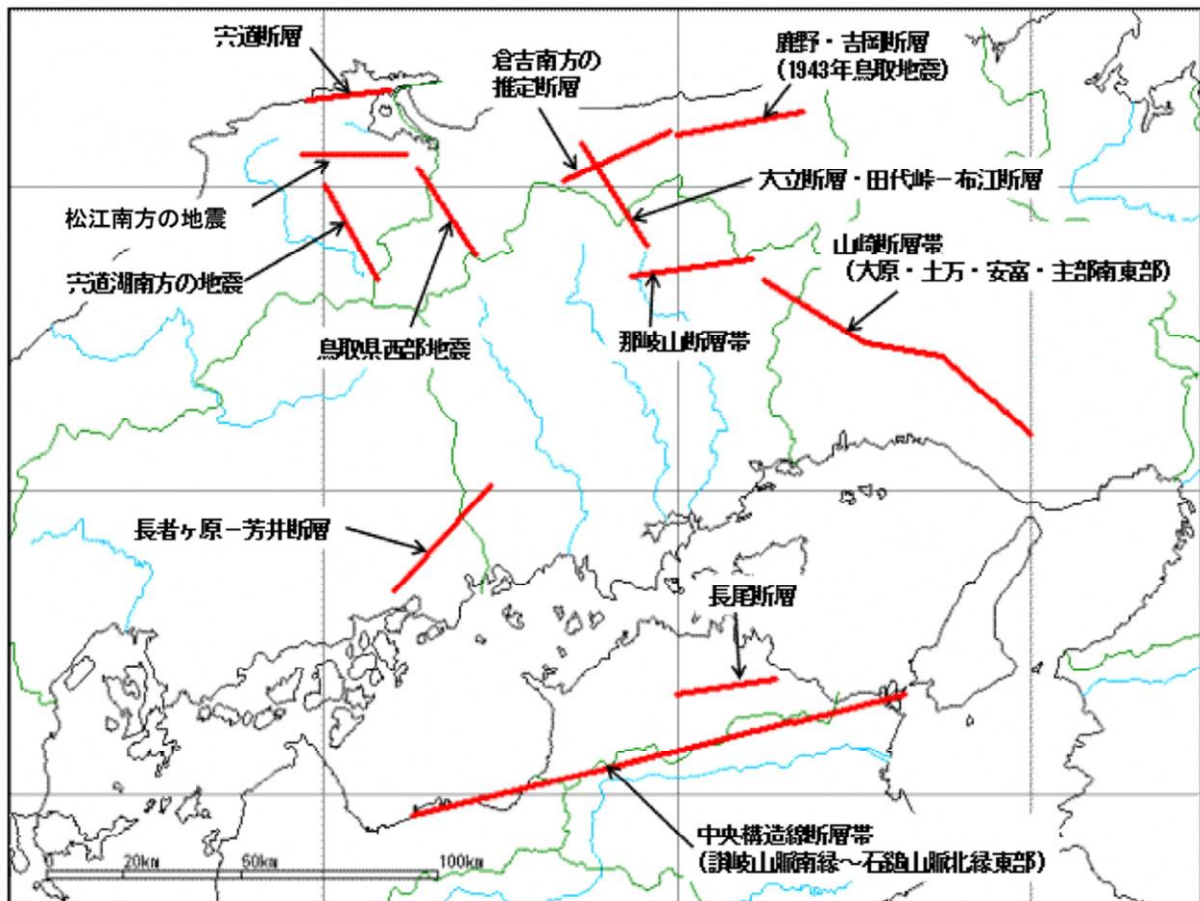 宍道断層
倉吉南方の
推定断層
鹿野・吉岡断層
(1943年鳥取地震)
大立断層・田代峠－布江断層
松江南方の地震
宍道湖南方の地震
鳥取県西部地震
那岐山断層帯
山崎断層帯
(大原・土万・安富・主部南東部)
長者ヶ原－芳井断層
長尾断層
中央構造線断層帯
(讃岐山脈南縁～石鎚山脈北縁東部)
0km 20km 50km 100km